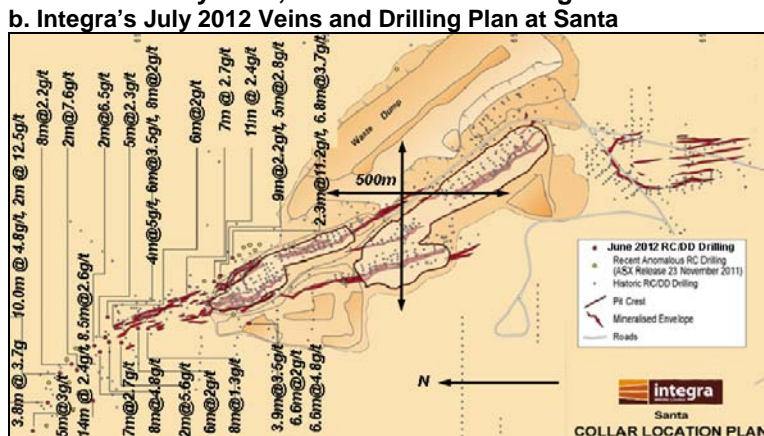 b. Integra's July 2012 Veins and Drilling Plan at Santa
3.8m @ 3.7g
10.0m @ 4.8g/t, 2m @ 12.5g/t
8m@2.2g/t
2m@7.6g/t
2m@6.5g/t
5m@2.3g/t
4m@5g/t, 6m@3.5g/t, 8m@2g/t
6m@2g/t
7m @ 2.7g/t
11m @ 2.4g/t
9m@2.2g/t, 5m@2.8g/t
2.3m@11.2g/t, 6.8m@3.7g/t
5m@3g/t
14m @ 2.4g/t
8.5m@2.6g/t
7m@2.7g/t
8m@4.8g/t
2m@5.6g/t
6m@2g/t
8m@1.3g/t
3.9m@3.5g/t
6.6m@2g/t
6.6m@4.8g/t
Waste Dump
500m
N
June 2012 RC/DD Drilling
Recent Anomalous RC Drilling
(ASX Release 23 November 2011)
Historic RC/DD Drilling
Pit Crest
Mineralised Envelope
Roads
integra
Santa
COLLAR LOCATION PLAN